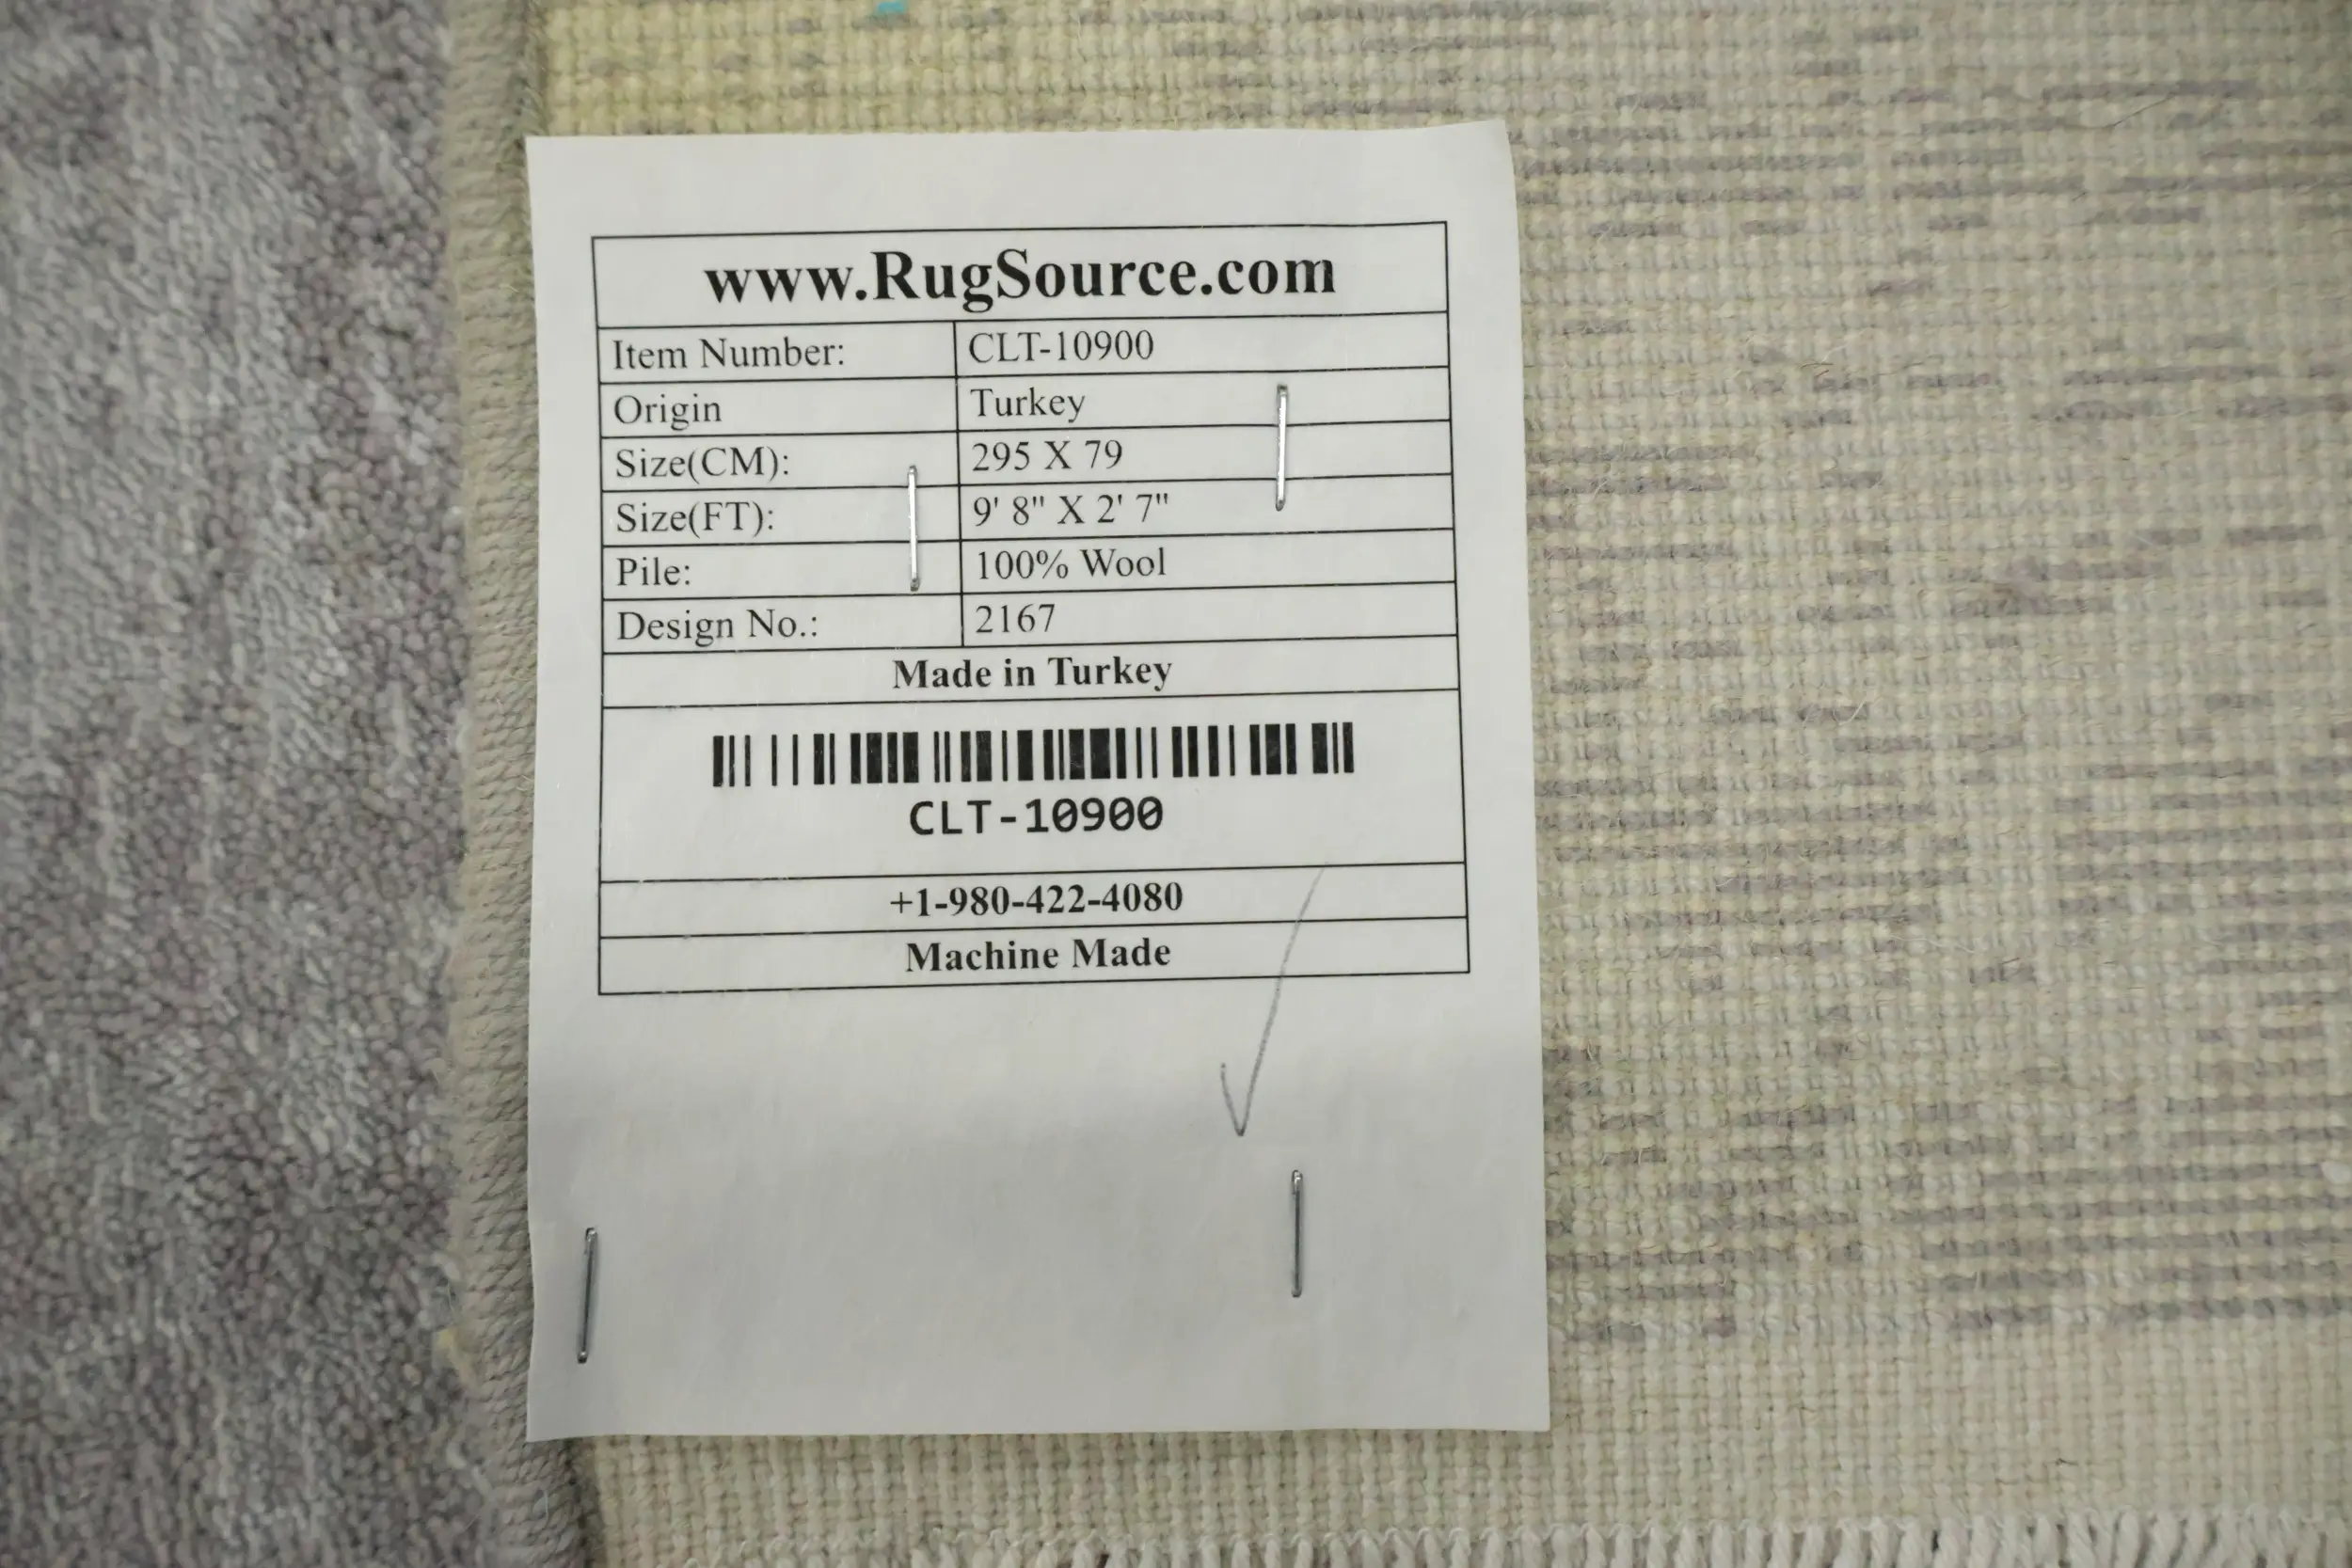 www.RugSource.com
Item Number: CLT-10900
Origin Turkey
Size(CM): 295 X 79
Size(FT): 9' 8" X 2' 7"
Pile: 100% Wool
Design No.: 2167
Made in Turkey
CLT-10900
+1-980-422-4080
Machine Made